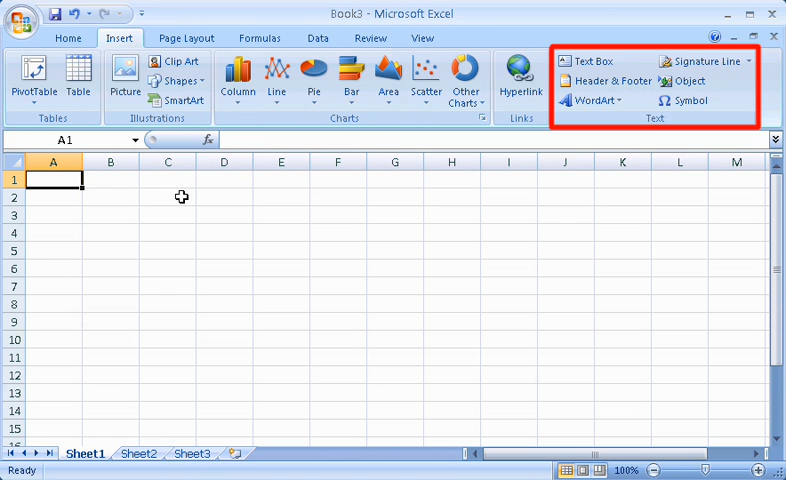 Book3 - Microsoft Excel
Home Insert Page Layout Formulas Data Review View
PivotTable Table Picture Clip Art Shapes SmartArt Column Line Pie Bar Area Scatter Other Charts Hyperlink Text Box Header & Footer WordArt Signature Line Object Symbol
Tables Illustrations Charts Links Text
A1 fx
A B C D E F G H I J K L M
1
2
3
4
5
6
7
8
9
10
11
12
13
14
15
16
Sheet1 Sheet2 Sheet3
Ready 100%